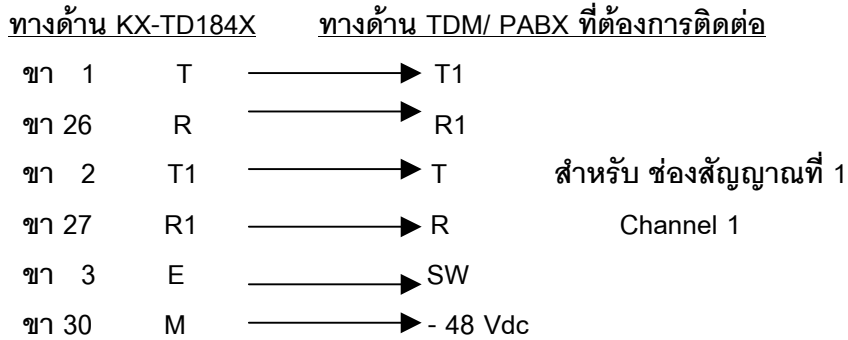 ทางด้าน KX-TD184X ทางด้าน TDM/ PABX ที่ต้องการติดต่อ
ขา 1 T T1
ขา 26 R R1
ขา 2 T1 T สำหรับ ช่องสัญญาณที่ 1
ขา 27 R1 R Channel 1
ขา 3 E SW
ขา 30 M - 48 Vdc